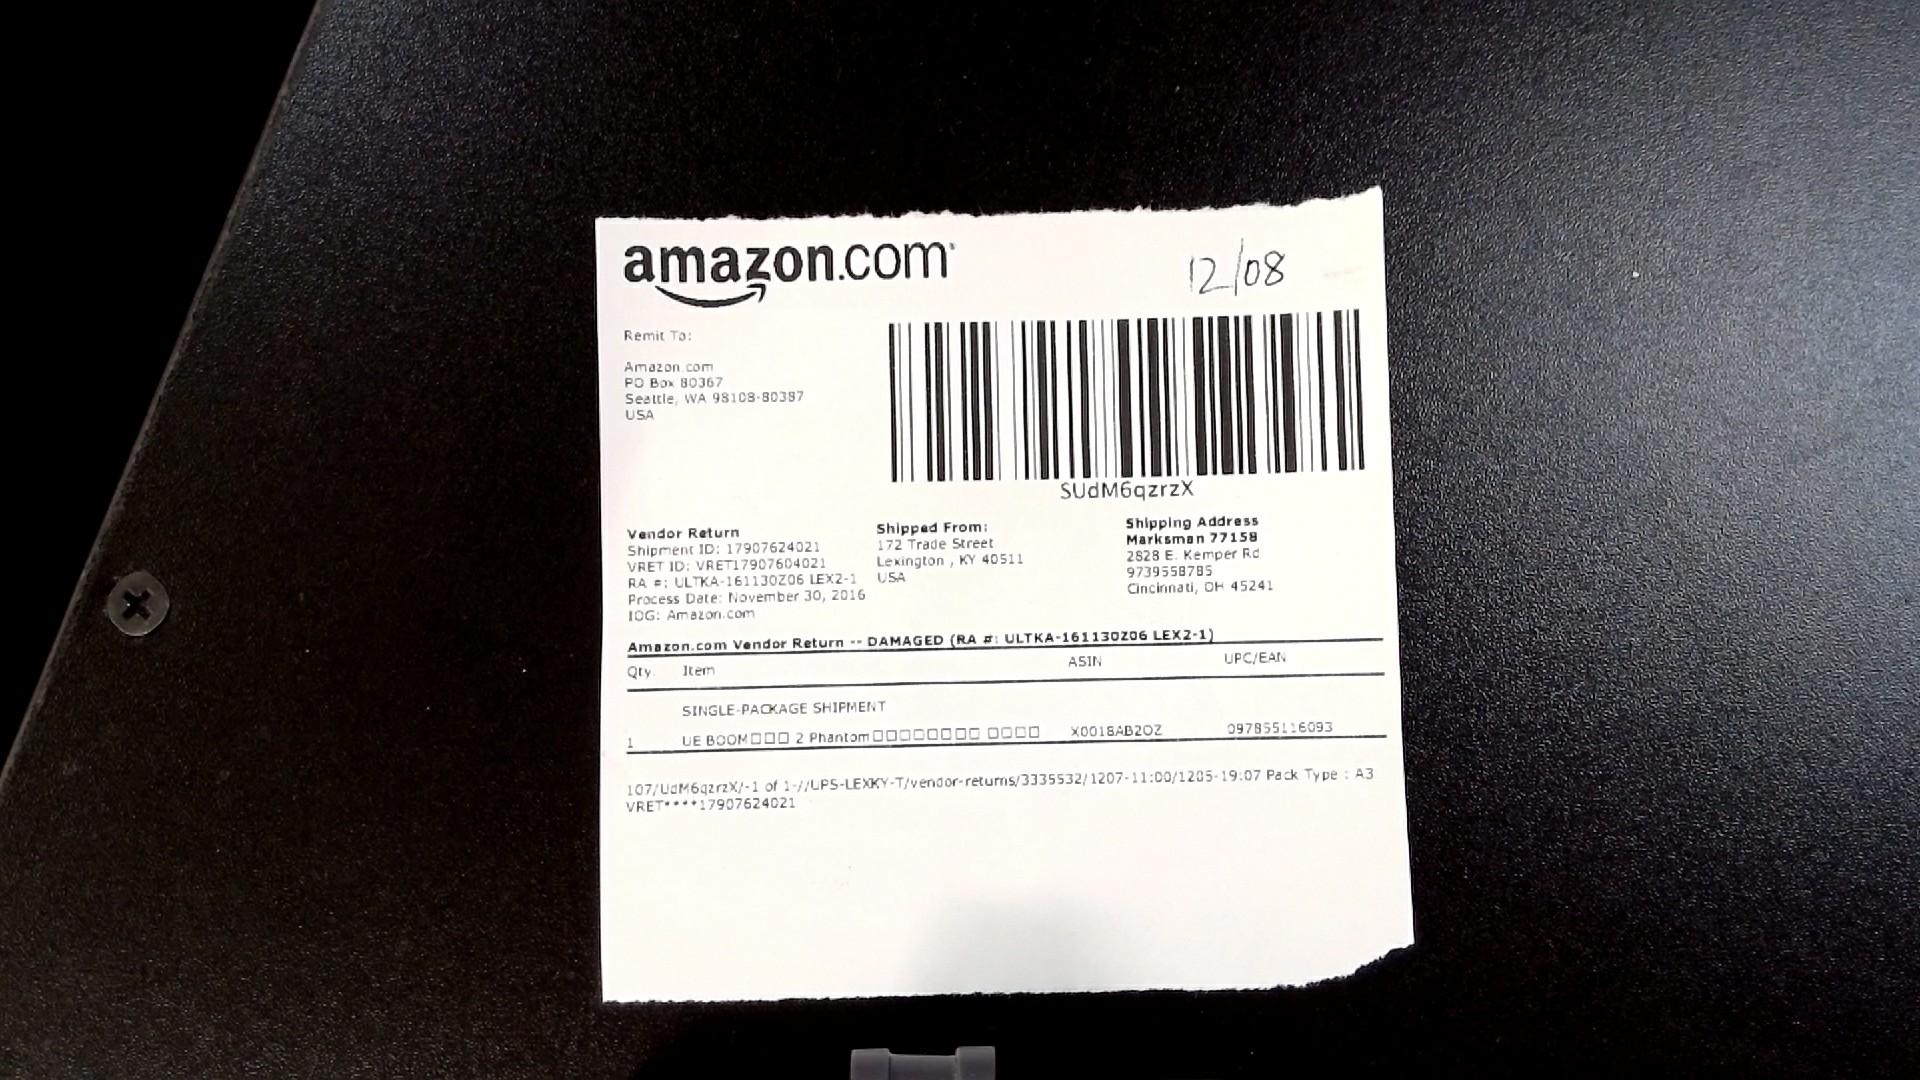 amazon.com
12/08
Remit To:
Amazon.com
PO Box 80367
Seattle, WA 98108-80387
USA
SUdM6qzrzX
Vendor Return
Shipment ID: 17907624021
VRET ID: VRET17907604021
RA #: ULTKA-161130Z06 LEX2-1
Process Date: November 30, 2016
IOG: Amazon.com
Shipped From:
172 Trade Street
Lexington , KY 40511
USA
Shipping Address
Marksman 77158
2828 E. Kemper Rd
9739558785
Cincinnati, OH 45241
Amazon.com Vendor Return -- DAMAGED (RA #: ULTKA-161130Z06 LEX2-1)
Qty. Item ASIN UPC/EAN
SINGLE-PACKAGE SHIPMENT
1 UE BOOM□□□ 2 Phantom□□□□□□□□ □□□□ X0018AB2OZ 097855116093
107/UdM6qzrzX/-1 of 1-//UPS-LEXKY-T/vendor-returns/3335532/1207-11:00/1205-19:07 Pack Type : A3
VRET****17907624021